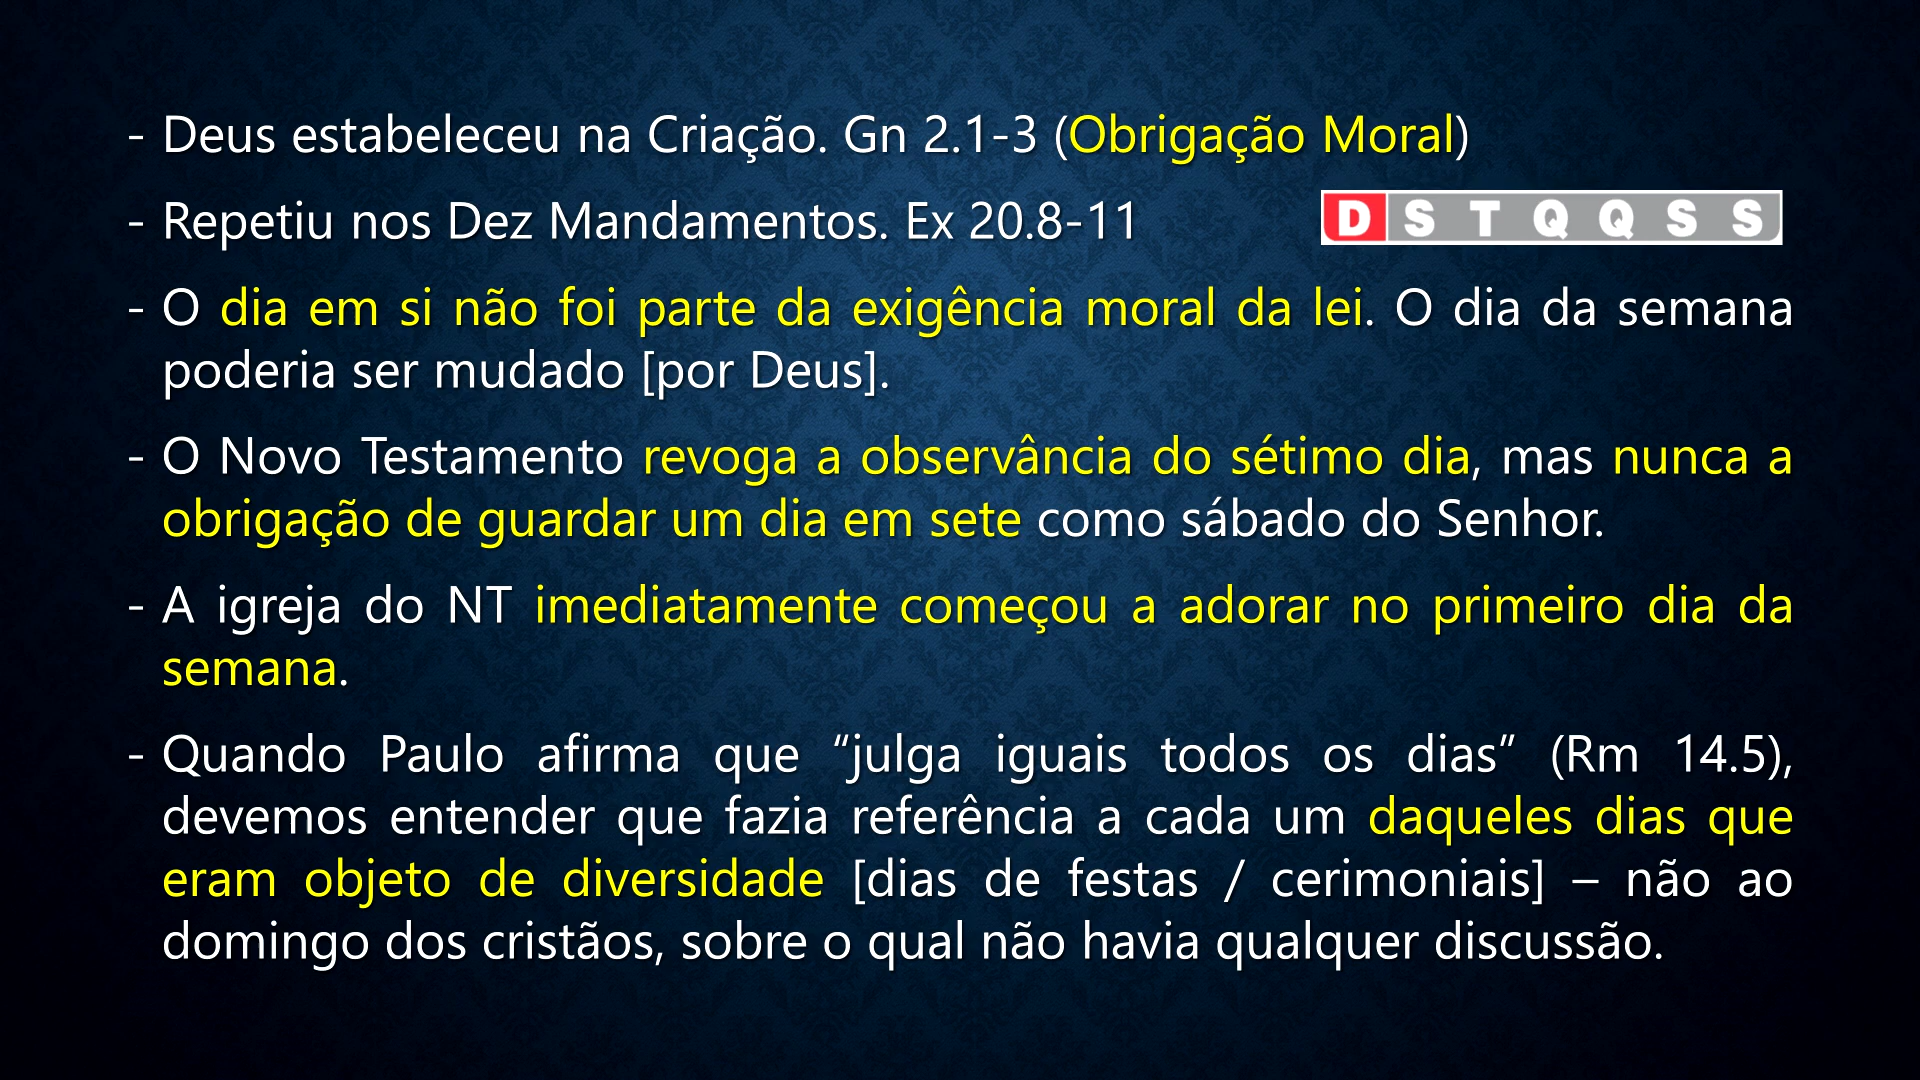 - Deus estabeleceu na Criação. Gn 2.1-3 (Obrigação Moral)
- Repetiu nos Dez Mandamentos. Ex 20.8-11
D S T Q Q S S
- O dia em si não foi parte da exigência moral da lei. O dia da semana
poderia ser mudado [por Deus].
- O Novo Testamento revoga a observância do sétimo dia, mas nunca a
obrigação de guardar um dia em sete como sábado do Senhor.
- A igreja do NT imediatamente começou a adorar no primeiro dia da
semana.
- Quando Paulo afirma que “julga iguais todos os dias” (Rm 14.5),
devemos entender que fazia referência a cada um daqueles dias que
eram objeto de diversidade [dias de festas / cerimoniais] – não ao
domingo dos cristãos, sobre o qual não havia qualquer discussão.